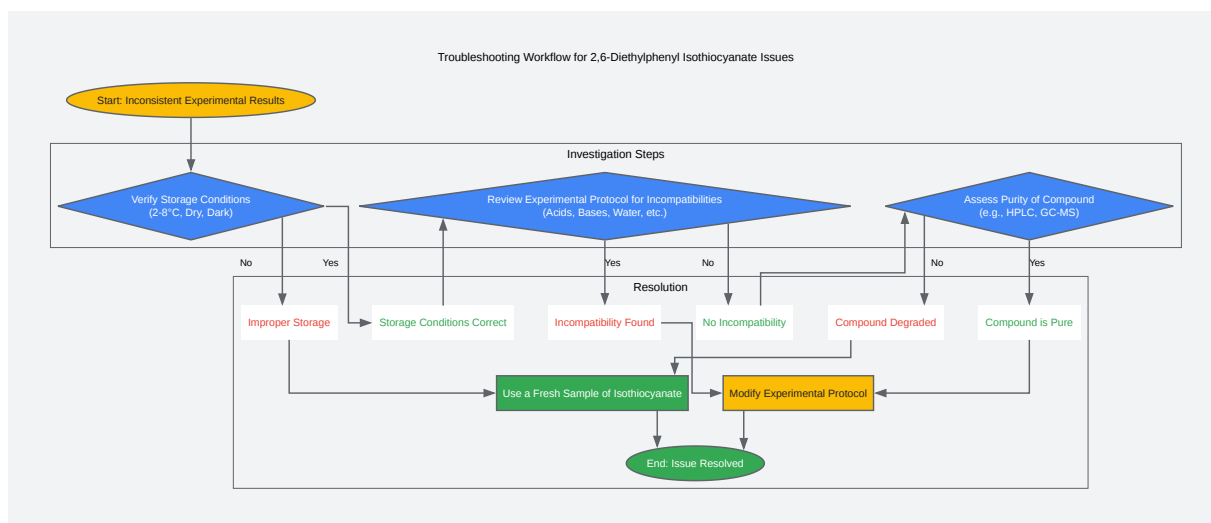 Troubleshooting Workflow for 2,6-Diethylphenyl Isothiocyanate Issues
Start: Inconsistent Experimental Results
Investigation Steps
Verify Storage Conditions
(2-8°C, Dry, Dark)
Review Experimental Protocol for Incompatibilities
(Acids, Bases, Water, etc.)
Assess Purity of Compound
(e.g., HPLC, GC-MS)
No
Yes
Yes
No
No
Yes
Resolution
Improper Storage
Storage Conditions Correct
Incompatibility Found
No Incompatibility
Compound Degraded
Compound is Pure
Use a Fresh Sample of Isothiocyanate
Modify Experimental Protocol
End: Issue Resolved